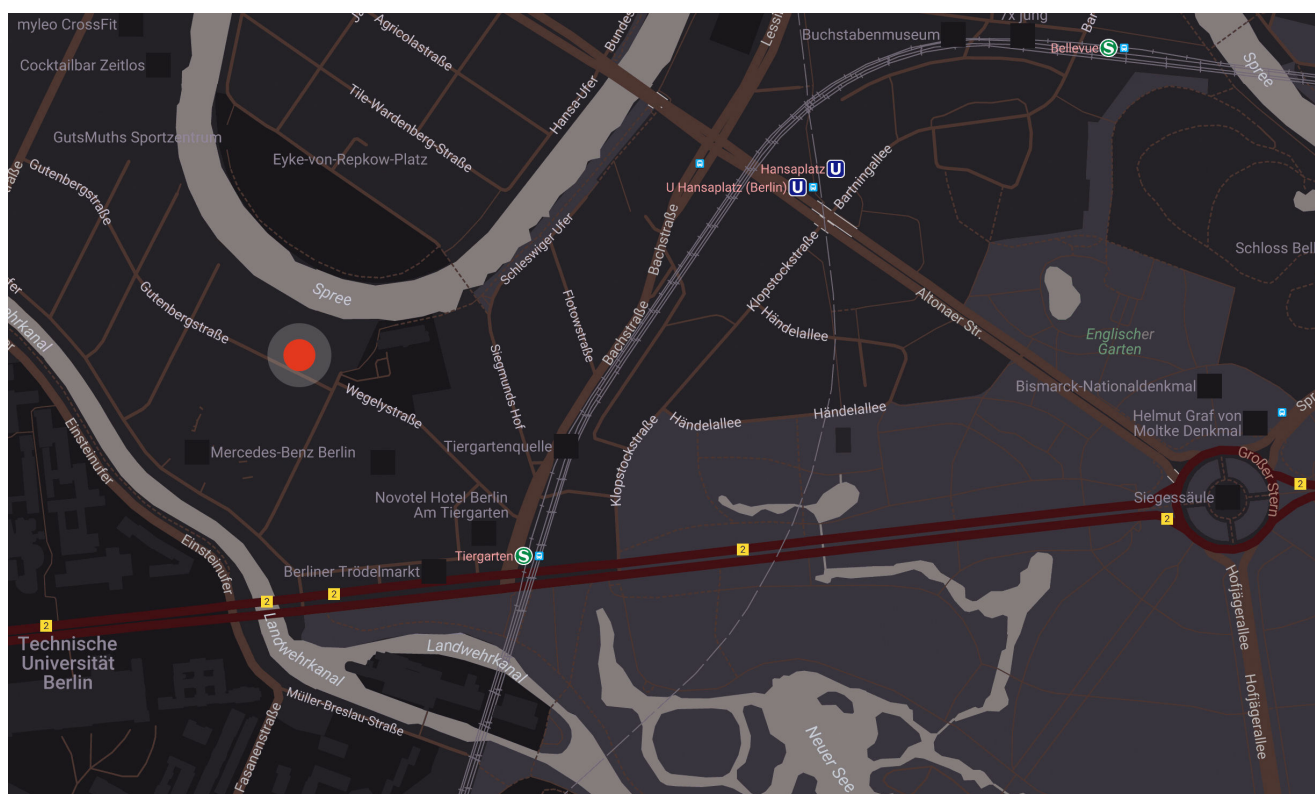 myleo CrossFit
Cocktailbar Zeitlos
GutsMuths Sportzentrum
Gutenbergstraße
Agricolastraße
Tile-Wardenberg-Straße
Eyke-von-Repkow-Platz
Hansa-Ufer
Buchstabenmuseum
7x jung
Bellevue S
Spree
Hansaplatz U
U Hansaplatz (Berlin) U
Bartningallee
Bachstraße
Schleswiger Ufer
Spree
Gutenbergstraße
Flotowstraße
Klopstockstraße
Altonaer Str.
Händelallee
Englischer
Garten
Bachstraße
Siegmunds Hof
Wegelystraße
Bismarck-Nationaldenkmal
Helmut Graf von
Moltke Denkmal
Händelallee
Händelallee
Klopstockstraße
Tiergartenquelle
Mercedes-Benz Berlin
Einsteinufer
Großer Stern
Siegessäule
Novotel Hotel Berlin
Am Tiergarten
2
2
2
Tiergarten S
Einsteinufer
Berliner Trödelmarkt
2
2
2
Technische
Universität
Berlin
Landwehrkanal
Landwehrkanal
Müller-Breslau-Straße
Fasanenstraße
Neuer See
Hofjägerallee
Hofjägerallee